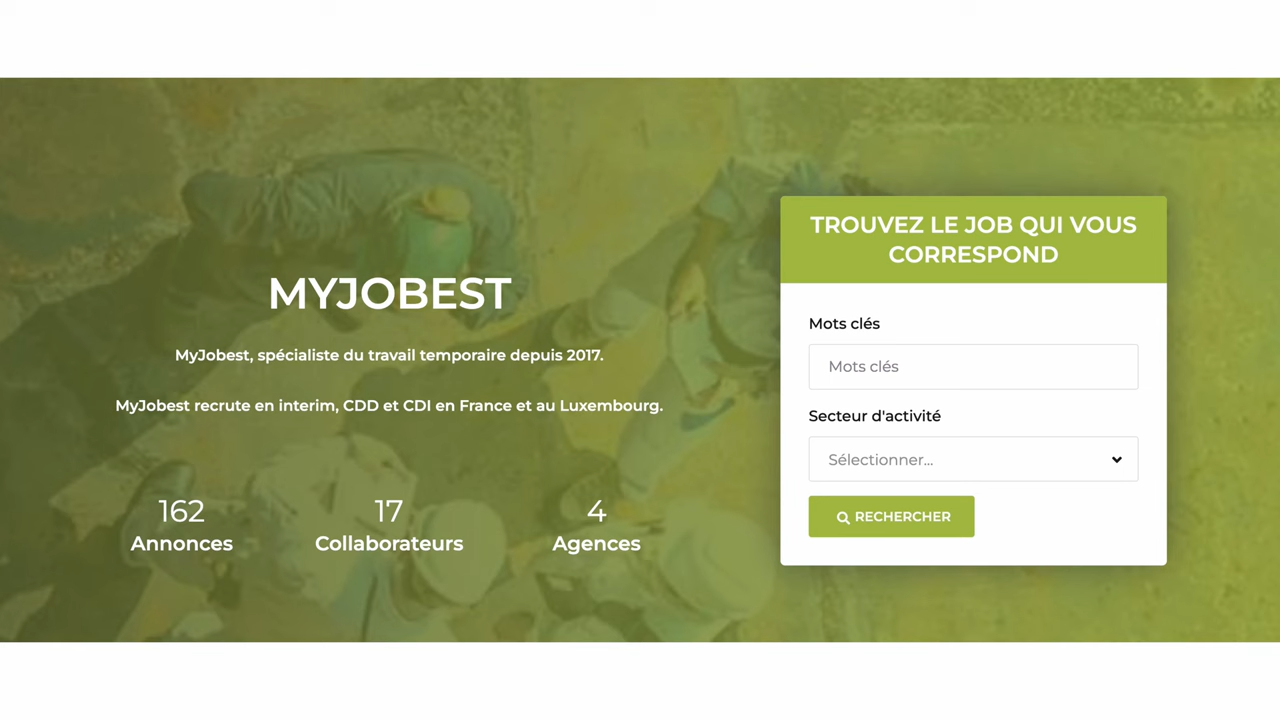 MYJOBEST
MyJobest, spécialiste du travail temporaire depuis 2017.
MyJobest recrute en interim, CDD et CDI en France et au Luxembourg.
162
Annonces
17
Collaborateurs
4
Agences
TROUVEZ LE JOB QUI VOUS
CORRESPOND
Mots clés
Mots clés
Secteur d'activité
Sélectionner...
RECHERCHER